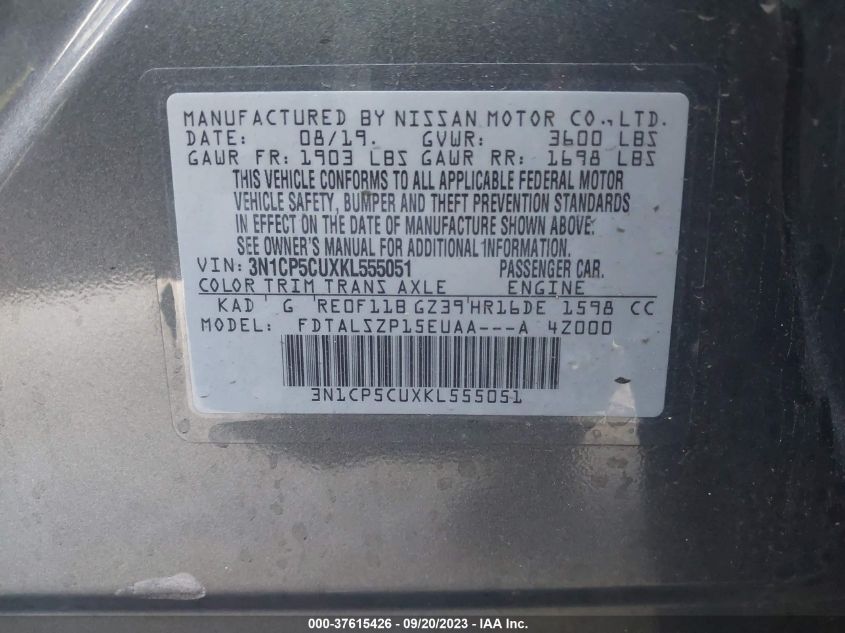 MANUFACTURED BY NISSAN MOTOR CO., LTD.
DATE: 08/19. GVWR: 3600 LBS
GAWR FR: 1903 LBS GAWR RR: 1698 LBS
THIS VEHICLE CONFORMS TO ALL APPLICABLE FEDERAL MOTOR
VEHICLE SAFETY, BUMPER AND THEFT PREVENTION STANDARDS
IN EFFECT ON THE DATE OF MANUFACTURE SHOWN ABOVE.
SEE OWNER'S MANUAL FOR ADDITIONAL INFORMATION.
VIN: 3N1CP5CUXKL555051 PASSENGER CAR.
COLOR TRIM TRANS AXLE ENGINE
KAD G RE0F11B GZ39 HR16DE 1598 CC
MODEL: FDTALSZP15EUAA---A 4Z000
3N1CP5CUXKL555051
000-37615426 - 09/20/2023 - IAAI.com